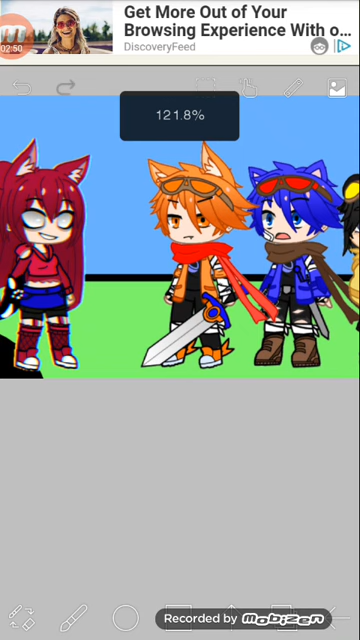 Get More Out of Your
Browsing Experience With o...
DiscoveryFeed
02:50
121.8%
Recorded by MOBIZEN